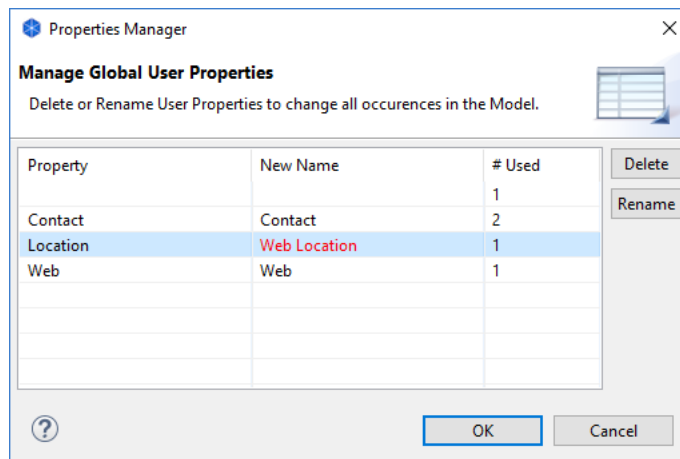 Properties Manager
Manage Global User Properties
Delete or Rename User Properties to change all occurences in the Model.
Property New Name # Used Delete
1
Rename
Contact Contact 2
Location Web Location 1
Web Web 1
? OK Cancel